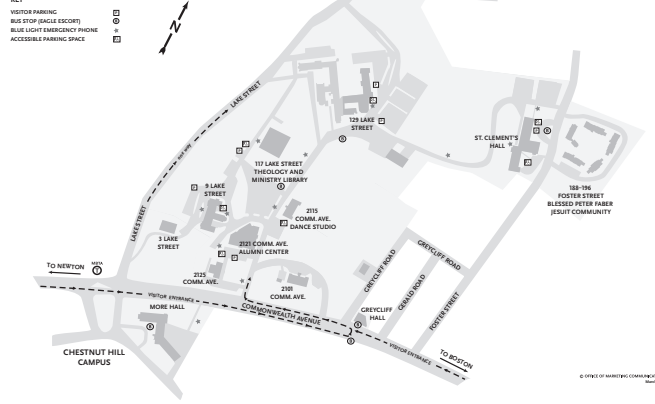 KEY
VISITOR PARKING
P
BUS STOP (EAGLE ESCORT)
B
BLUE LIGHT EMERGENCY PHONE
ACCESSIBLE PARKING SPACE
N
LAKE STREET
one way
129 LAKE
STREET
ST. CLEMENT'S
HALL
117 LAKE STREET
THEOLOGY AND
MINISTRY LIBRARY
9 LAKE
STREET
188-196
FOSTER STREET
BLESSED PETER FABER
JESUIT COMMUNITY
2115
COMM. AVE.
DANCE STUDIO
LAKE STREET
3 LAKE
STREET
2121 COMM. AVE.
ALUMNI CENTER
GREYCLIFF ROAD
GREYCLIFF ROAD
GERALD ROAD
FOSTER STREET
TO NEWTON
MBTA
T
2125
COMM. AVE.
2101
COMM. AVE.
VISITOR ENTRANCE
MORE HALL
COMMONWEALTH AVENUE
GREYCLIFF
HALL
VISITOR ENTRANCE
TO BOSTON
CHESTNUT HILL
CAMPUS
© OFFICE OF MARKETING COMMUNICA